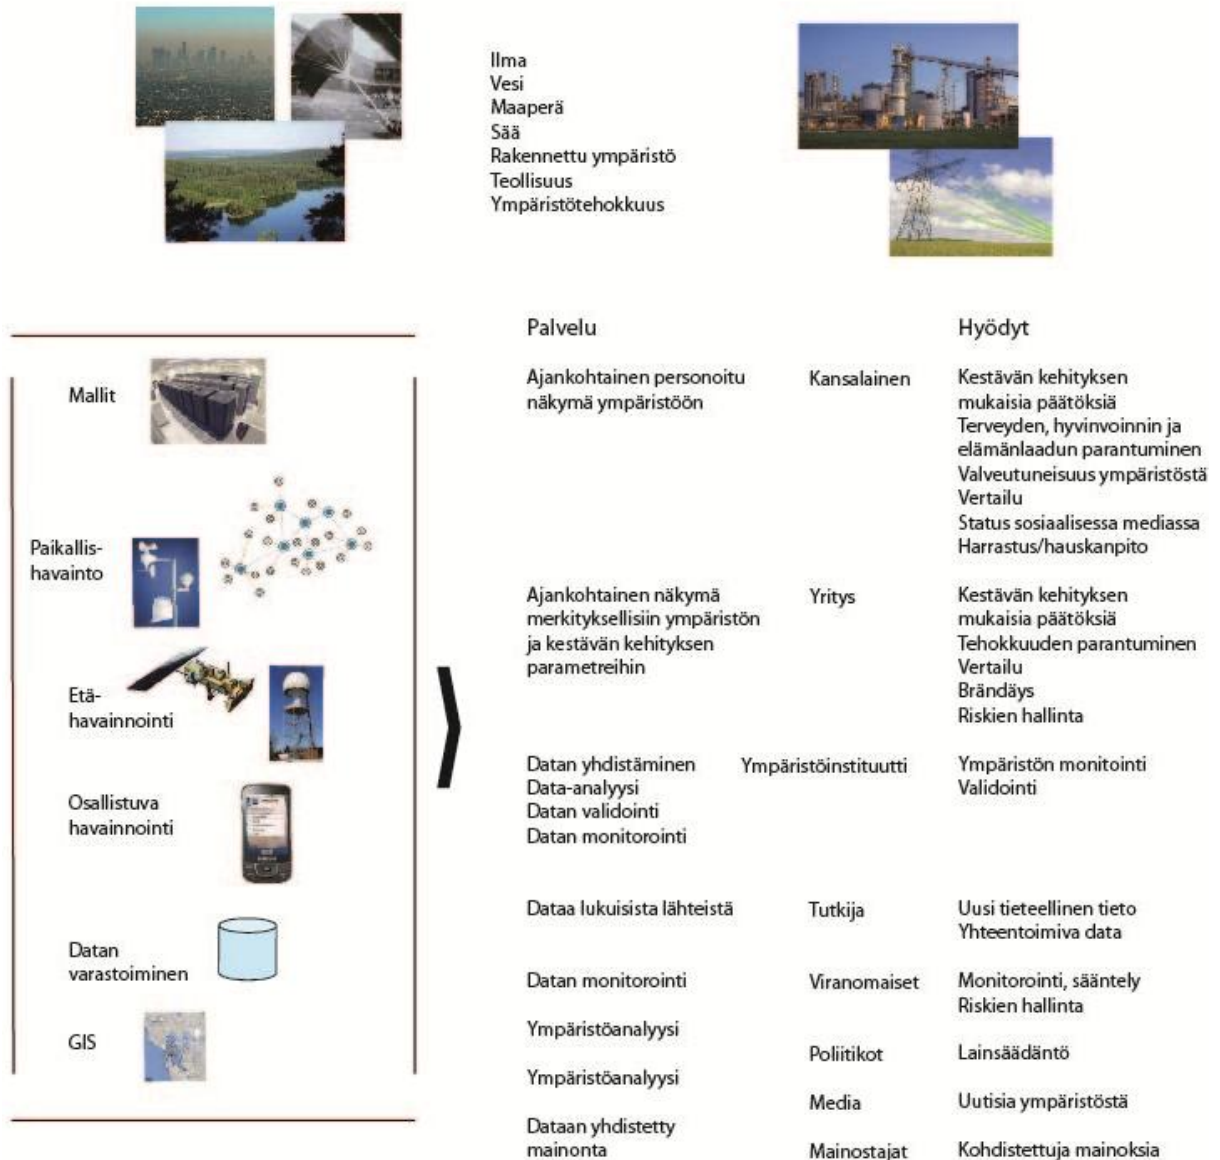 Ilma
Vesi
Maaperä
Sää
Rakennettu ympäristö
Teollisuus
Ympäristötehokkuus
Mallit
Paikallis-
havainto
Etä-
havainnointi
Osallistuva
havainnointi
Datan
varastoiminen
GIS
Palvelu
Hyödyt
Ajankohtainen personoitu
näkymä ympäristöön
Kansalainen
Kestävän kehityksen
mukaisia päätöksiä
Terveyden, hyvinvoinnin ja
elämänlaadun parantuminen
Valveutuneisuus ympäristöstä
Vertailu
Status sosiaalisessa mediassa
Harrastus/hauskanpito
Ajankohtainen näkymä
merkityksellisiin ympäristön
ja kestävän kehityksen
parametreihin
Yritys
Kestävän kehityksen
mukaisia päätöksiä
Tehokkuuden parantuminen
Vertailu
Brändäys
Riskien hallinta
Datan yhdistäminen
Data-analyysi
Datan validointi
Datan monitorointi
Ympäristöinstituutti
Ympäristön monitointi
Validointi
Dataa lukuisista lähteistä
Tutkija
Uusi tieteellinen tieto
Yhteentoimiva data
Datan monitorointi
Viranomaiset
Monitorointi, sääntely
Riskien hallinta
Ympäristöanalyysi
Poliitikot
Lainsäädäntö
Ympäristöanalyysi
Media
Uutisia ympäristöstä
Dataan yhdistetty
mainonta
Mainostajat
Kohdistettuja mainoksia